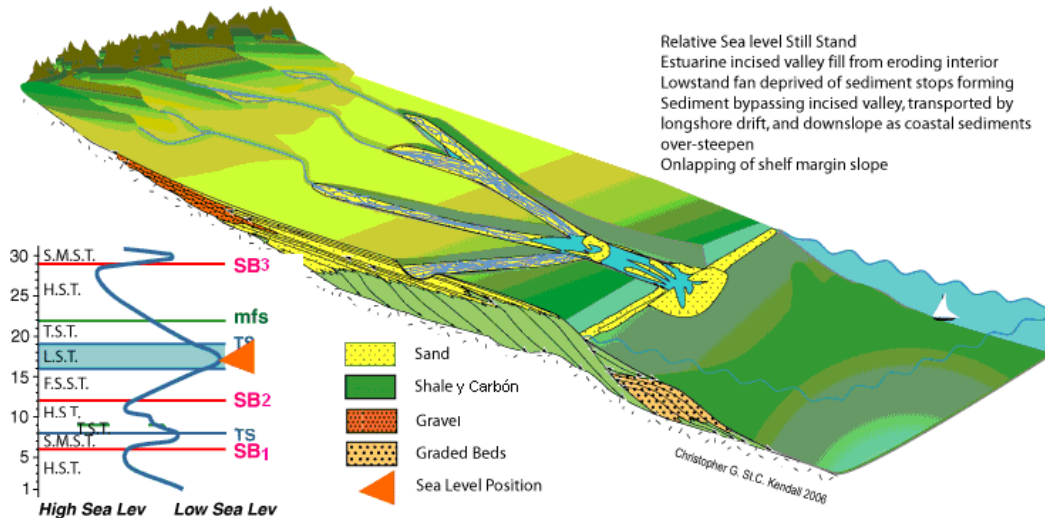 Relative Sea level Still Stand
Estuarine incised valley fill from eroding interior
Lowstand fan deprived of sediment stops forming
Sediment bypassing incised valley, transported by
longshore drift, and downslope as coastal sediments
over-steepen
Onlapping of shelf margin slope
30
S.M.S.T.
SB3
H.S.T.
25
mfs
T.S.T.
20
TS
L.S.T.
15
F.S.S.T.
SB2
10
H.S.T.
T.S.T.
TS
S.M.S.T.
SB1
5
H.S.T.
1
High Sea Lev Low Sea Level
Sand
Shale y Carbón
Gravel
Graded Beds
Sea Level Position
Christopher G. St.C. Kendall 2006